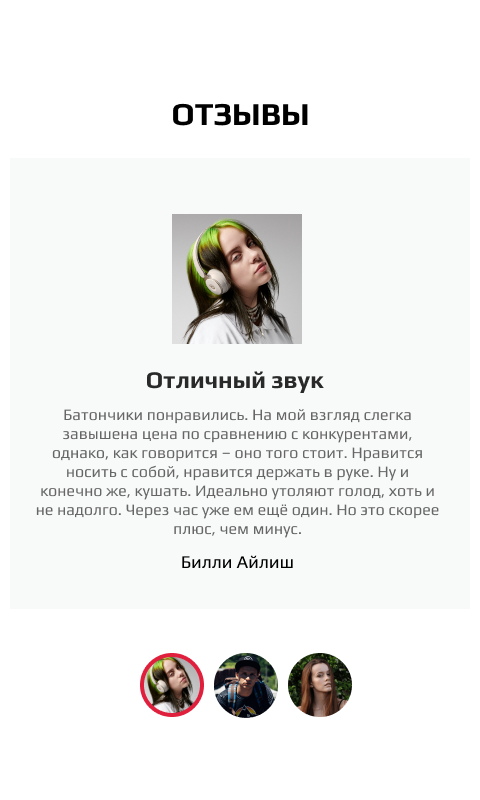 ОТЗЫВЫ
Отличный звук
Батончики понравились. На мой взгляд слегка
завышена цена по сравнению с конкурентами,
однако, как говорится – оно того стоит. Нравится
носить с собой, нравится держать в руке. Ну и
конечно же, кушать. Идеально утоляют голод, хоть и
не надолго. Через час уже ем ещё один. Но это скорее
плюс, чем минус.
Билли Айлиш